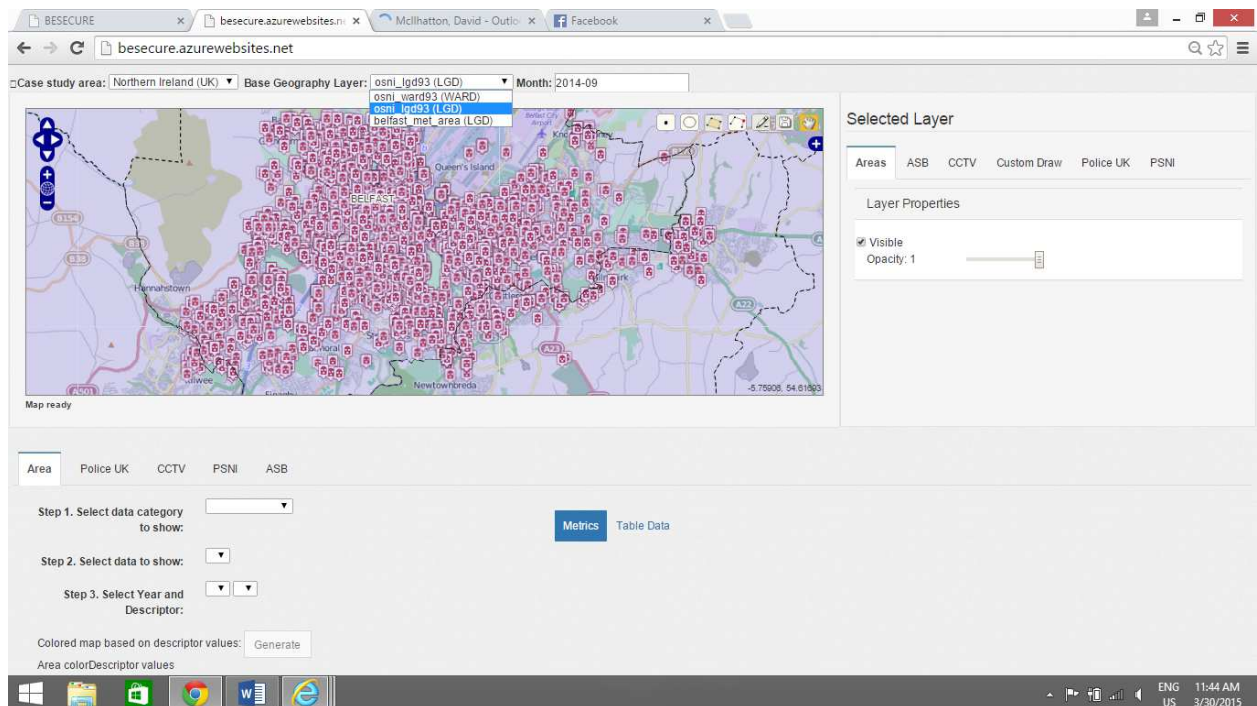 BESECURE
besecure.azurewebsites.n
McIlhatton, David - Outlo
Facebook
besecure.azurewebsites.net
Case study area: Northern Ireland (UK) Base Geography Layer: osni_lgd93 (LGD) Month: 2014-09
osni_ward93 (WARD)
osni_lgd93 (LGD)
belfast_met_area (LGD)
Queen's Island
BELFAST
B154
B38
Hannahstown
A22
A23
Newtownbreda
A501
-5.75906, 54.61693
Map ready
Selected Layer
Areas ASB CCTV Custom Draw Police UK PSNI
Layer Properties
Visible
Opacity: 1
Area Police UK CCTV PSNI ASB
Step 1. Select data category
to show:
Metrics Table Data
Step 2. Select data to show:
Step 3. Select Year and
Descriptor:
Colored map based on descriptor values: Generate
Area colorDescriptor values
ENG 11:44 AM
US 3/30/2015